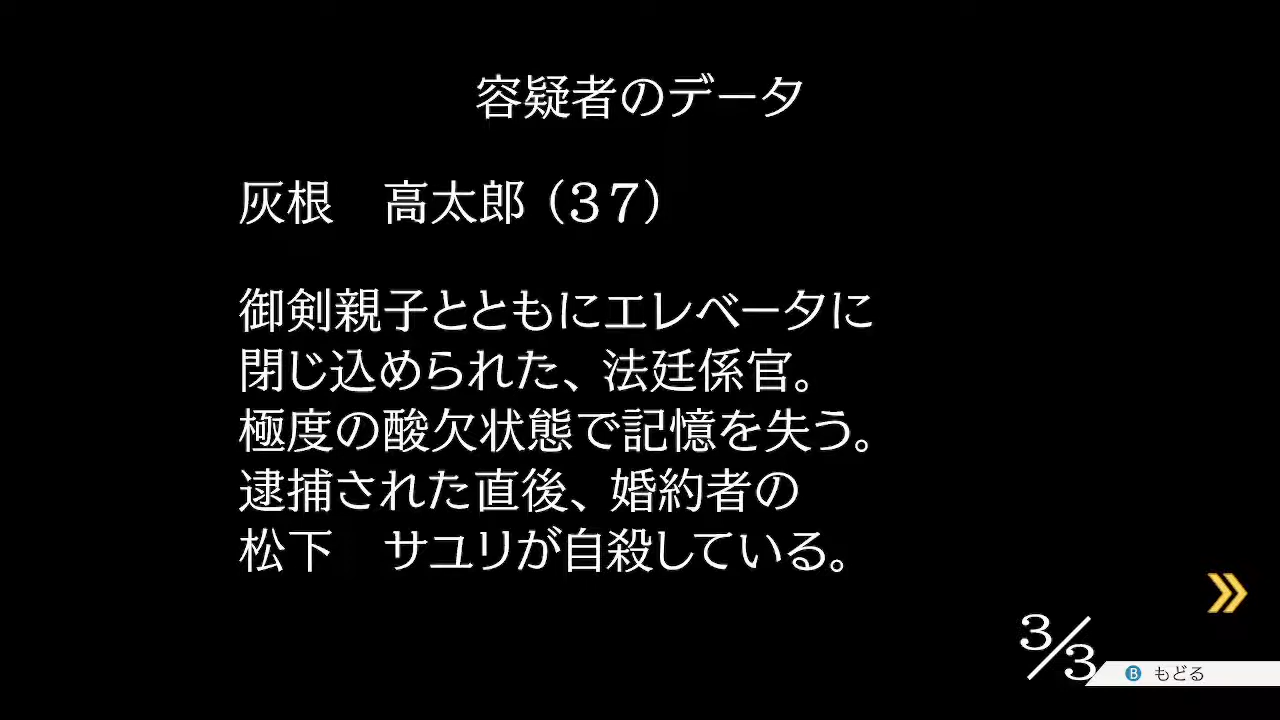 容疑者のデータ
灰根　高太郎（３７）
御剣親子とともにエレベータに
閉じ込められた、法廷係官。
極度の酸欠状態で記憶を失う。
逮捕された直後、婚約者の
松下　サユリが自殺している。
3/3
B もどる